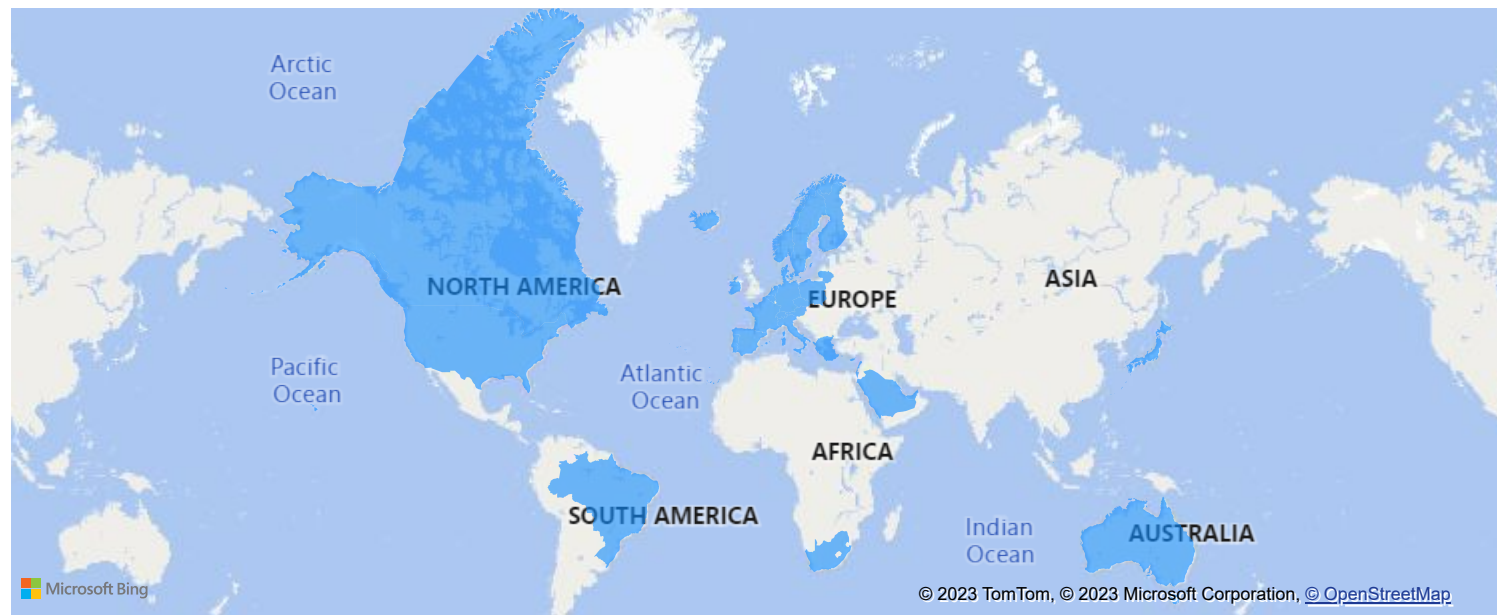 Arctic
Ocean
NORTH AMERICA
EUROPE
ASIA
Pacific
Ocean
Atlantic
Ocean
AFRICA
SOUTH AMERICA
Indian
Ocean
AUSTRALIA
Microsoft Bing
© 2023 TomTom, © 2023 Microsoft Corporation, © OpenStreetMap